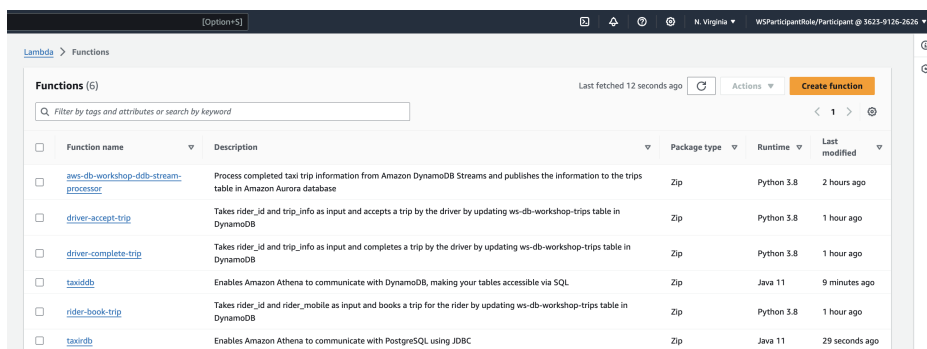 [Option+S]
N. Virginia ▼
WSParticipantRole/Participant @ 3623-9126-2626 ▼
Lambda > Functions
Functions (6)
Last fetched 12 seconds ago
Actions ▼
Create function
Filter by tags and attributes or search by keyword
< 1 >
Function name
Description
Package type
Runtime
Last
modified
aws-db-workshop-ddb-stream-
processor
Process completed taxi trip information from Amazon DynamoDB Streams and publishes the information to the trips
table in Amazon Aurora database
Zip
Python 3.8
2 hours ago
driver-accept-trip
Takes rider_id and trip_info as input and accepts a trip by the driver by updating ws-db-workshop-trips table in
DynamoDB
Zip
Python 3.8
1 hour ago
driver-complete-trip
Takes rider_id and trip_info as input and completes a trip by the driver by updating ws-db-workshop-trips table in
DynamoDB
Zip
Python 3.8
1 hour ago
taxiddb
Enables Amazon Athena to communicate with DynamoDB, making your tables accessible via SQL
Zip
Java 11
9 minutes ago
rider-book-trip
Takes rider_id and rider_mobile as input and books a trip for the rider by updating ws-db-workshop-trips table in
DynamoDB
Zip
Python 3.8
1 hour ago
taxirdb
Enables Amazon Athena to communicate with PostgreSQL using JDBC
Zip
Java 11
29 seconds ago